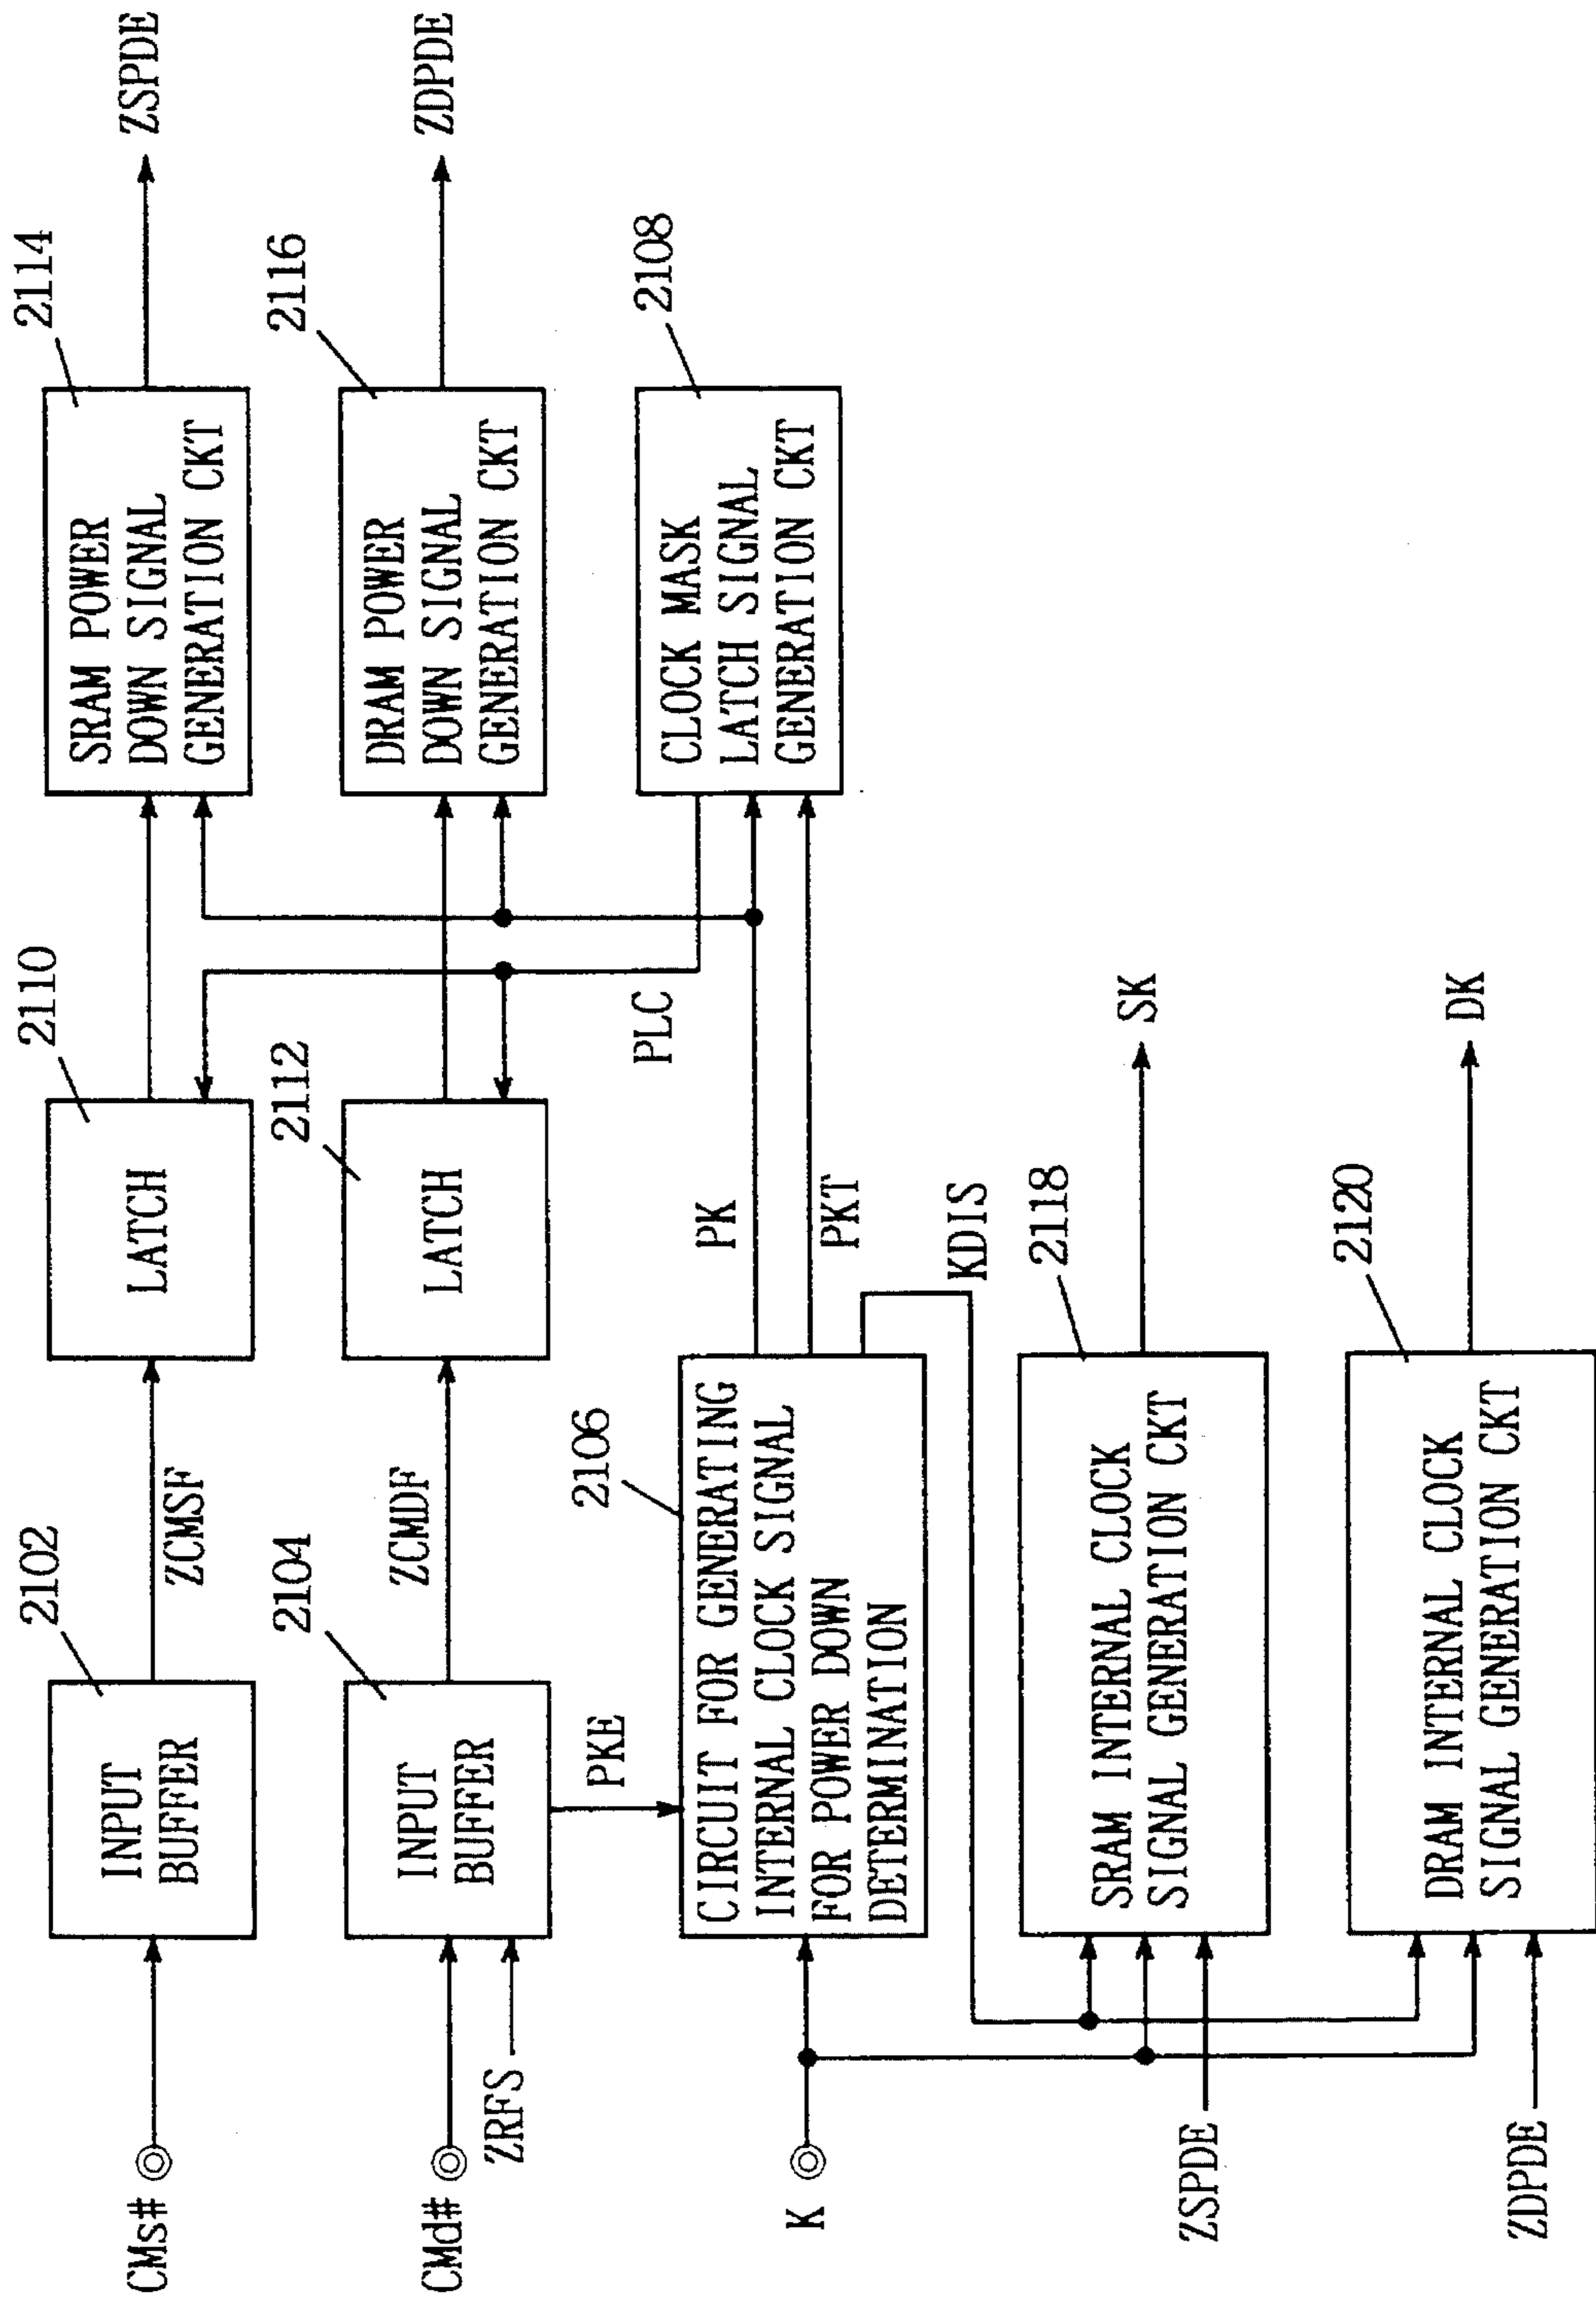 CMs#
2102
INPUT
BUFFER
ZCMSF
2110
LATCH
2114
SRAM POWER
DOWN SIGNAL
GENERATION CKT
ZSPDE
CMd#
ZRFS
2104
INPUT
BUFFER
ZCMDF
2112
LATCH
2116
DRAM POWER
DOWN SIGNAL
GENERATION CKT
ZDPDE
PKE
PLC
2108
CLOCK MASK
LATCH SIGNAL
GENERATION CKT
K
2106
CIRCUIT FOR GENERATING
INTERNAL CLOCK SIGNAL
FOR POWER DOWN
DETERMINATION
PK
PKT
KDIS
2118
SRAM INTERNAL CLOCK
SIGNAL GENERATION CKT
SK
ZSPDE
2120
DRAM INTERNAL CLOCK
SIGNAL GENERATION CKT
DK
ZDPDE